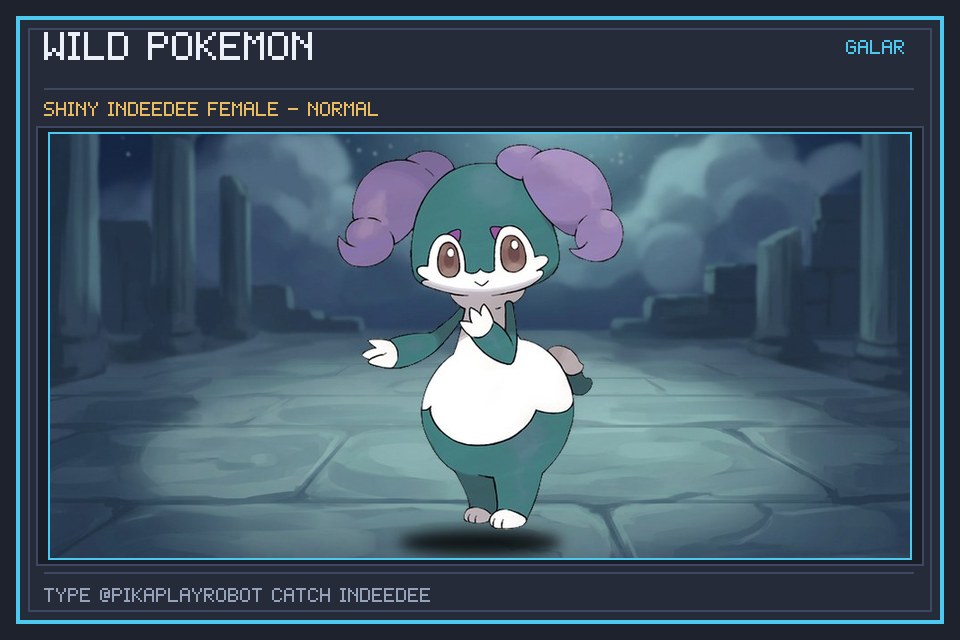 WILD POKEMON
GALAR
SHINY INDEEDEE FEMALE - NORMAL
TYPE @PIKAPLAYROBOT CATCH INDEEDEE